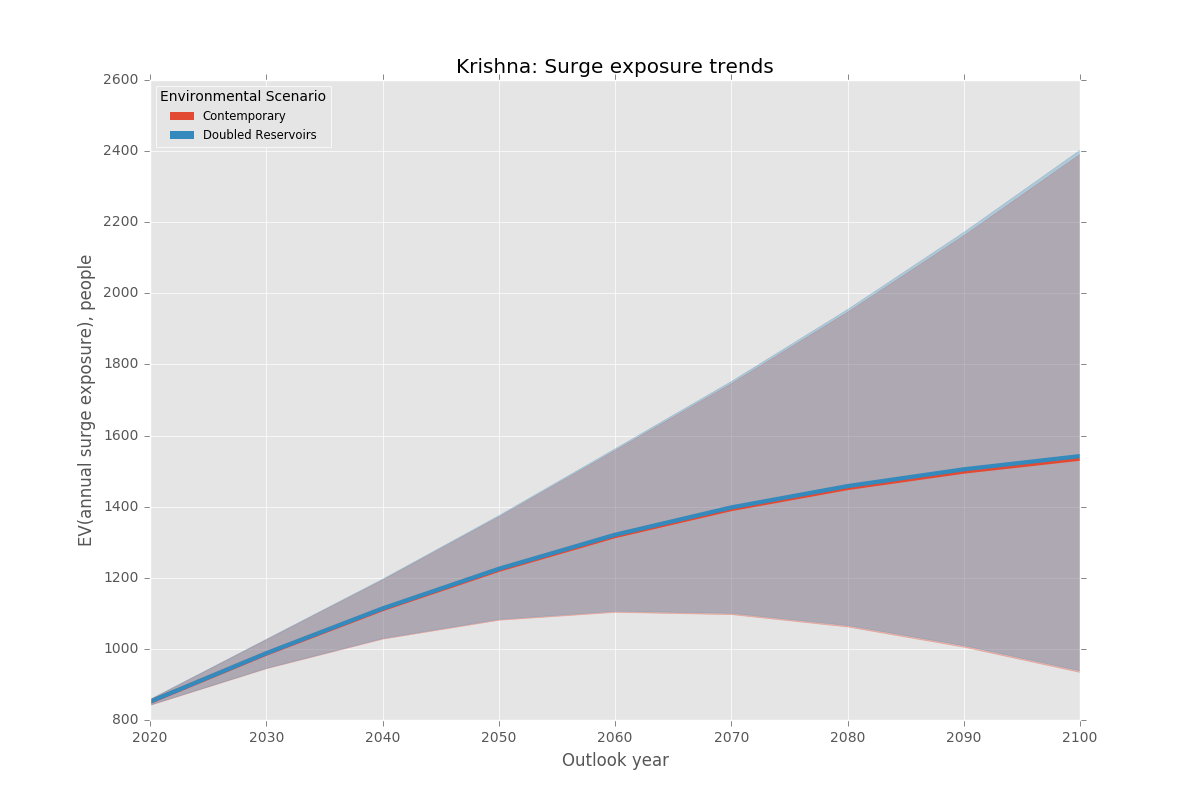 Krishna: Surge exposure trends
Environmental Scenario
Contemporary
Doubled Reservoirs
EV(annual surge exposure), people
2600
2400
2200
2000
1800
1600
1400
1200
1000
800
2020 2030 2040 2050 2060 2070 2080 2090 2100
Outlook year